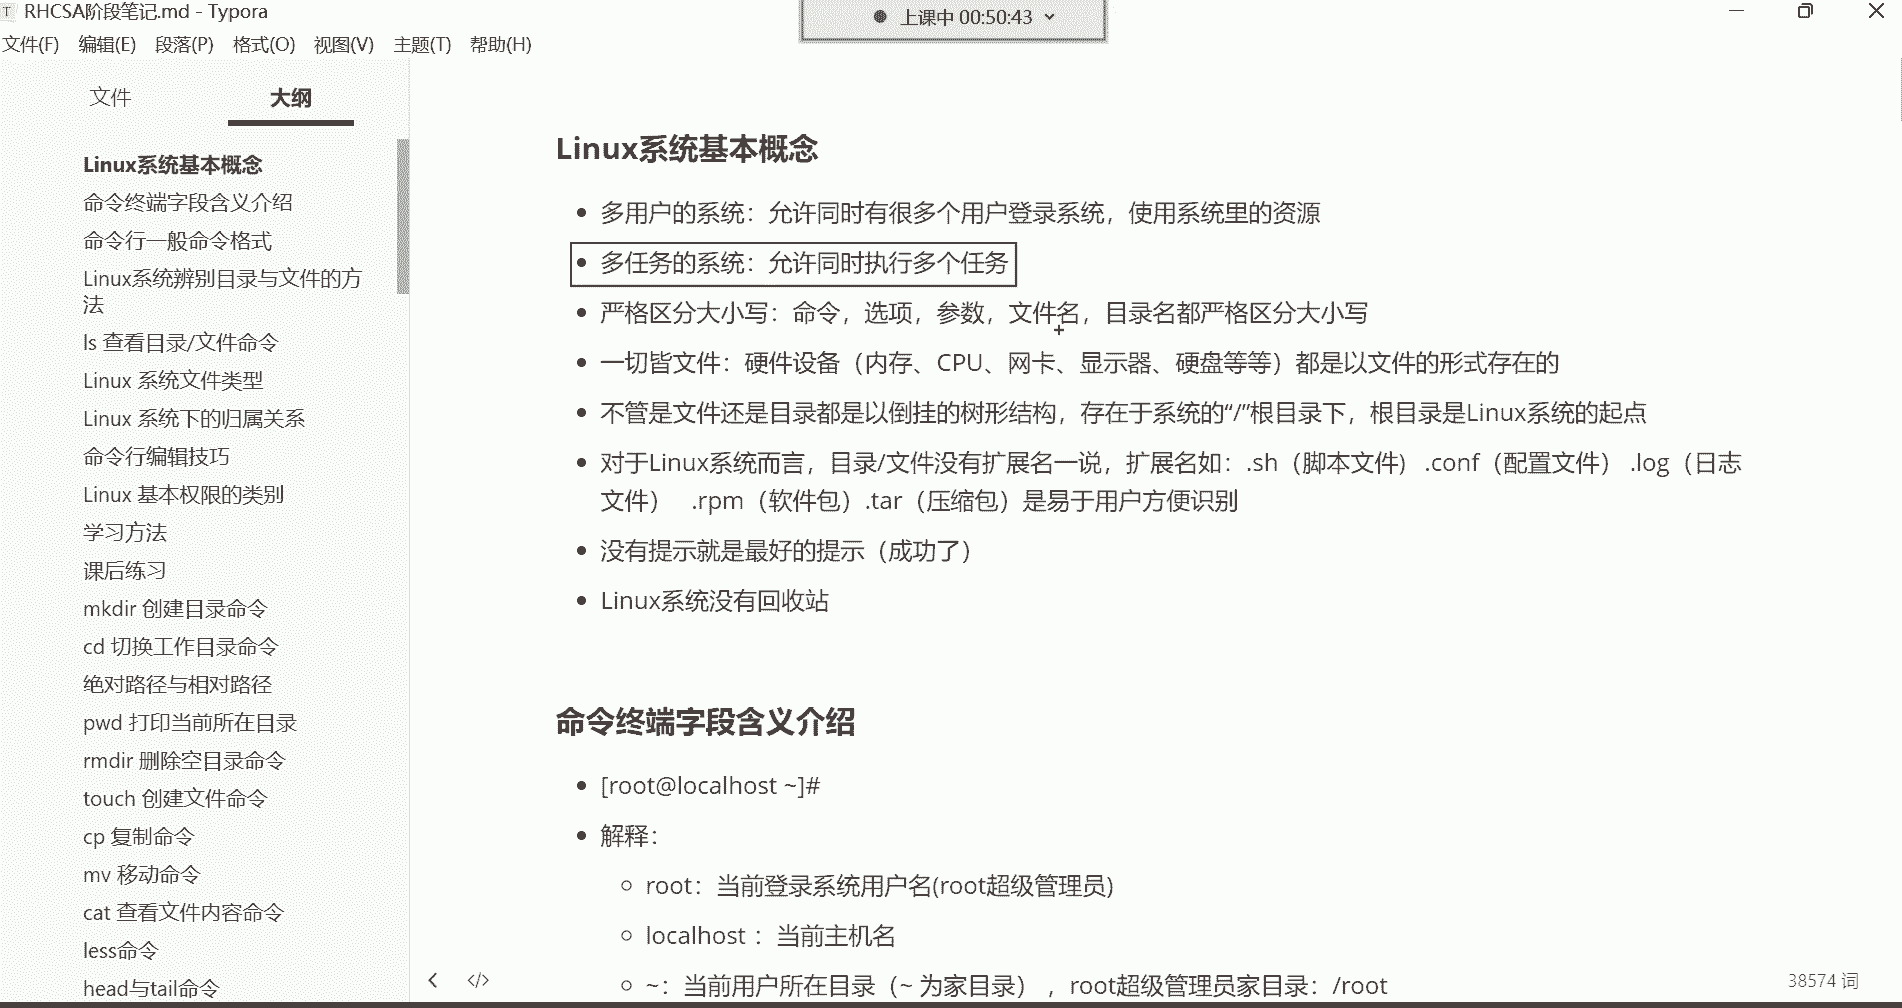 RHCSA阶段笔记.md - Typora
上课中 00:50:43
文件(F) 编辑(E) 段落(P) 格式(O) 视图(V) 主题(T) 帮助(H)
文件 大纲
Linux系统基本概念
命令终端字段含义介绍
命令行一般命令格式
Linux系统辨别目录与文件的方
法
ls 查看目录/文件命令
Linux 系统文件类型
Linux 系统下的归属关系
命令行编辑技巧
Linux 基本权限的类别
学习方法
课后练习
mkdir 创建目录命令
cd 切换工作目录命令
绝对路径与相对路径
pwd 打印当前所在目录
rmdir 删除空目录命令
touch 创建文件命令
cp 复制命令
mv 移动命令
cat 查看文件内容命令
less命令
head与tail命令
Linux系统基本概念
• 多用户的系统：允许同时有很多个用户登录系统，使用系统里的资源
• 多任务的系统：允许同时执行多个任务
• 严格区分大小写：命令，选项，参数，文件名，目录名都严格区分大小写
• 一切皆文件：硬件设备（内存、CPU、网卡、显示器、硬盘等等）都是以文件的形式存在的
• 不管是文件还是目录都是以倒挂的树形结构，存在于系统的“/”根目录下，根目录是Linux系统的起点
• 对于Linux系统而言，目录/文件没有扩展名一说，扩展名如：.sh（脚本文件）.conf（配置文件） .log（日志
文件） .rpm（软件包）.tar（压缩包）是易于用户方便识别
• 没有提示就是最好的提示（成功了）
• Linux系统没有回收站
命令终端字段含义介绍
• [root@localhost ~]#
• 解释：
○ root：当前登录系统用户名(root超级管理员)
○ localhost ：当前主机名
○ ~：当前用户所在目录（~ 为家目录），root超级管理员家目录：/root
38574 词